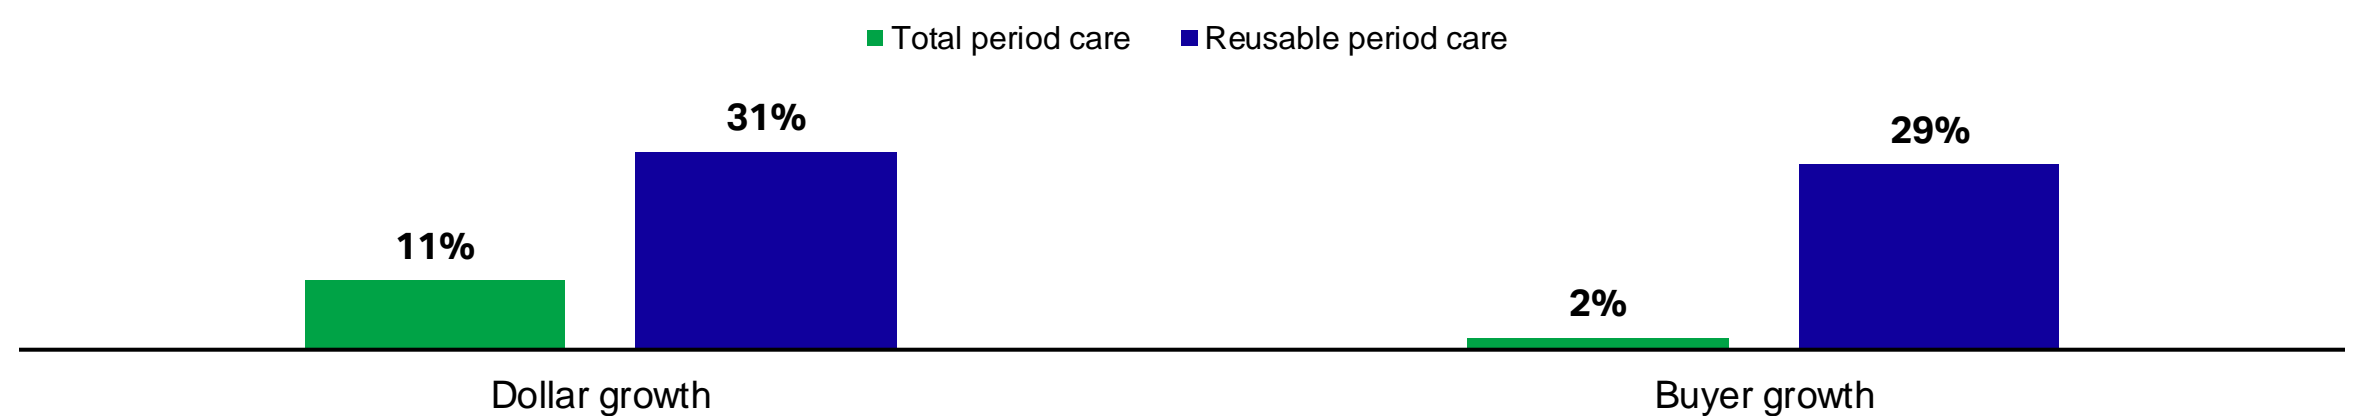 Total period care Reusable period care
31%
29%
11%
2%
Dollar growth Buyer growth